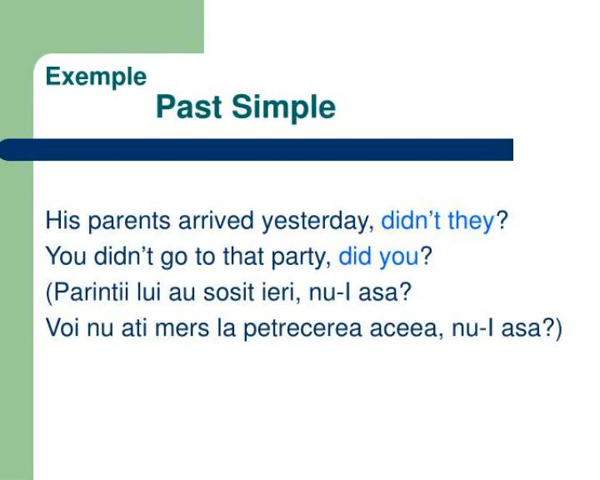 Exemple
Past Simple
His parents arrived yesterday, didn’t they?
You didn’t go to that party, did you?
(Parintii lui au sosit ieri, nu-I asa?
Voi nu ati mers la petrecerea aceea, nu-I asa?)